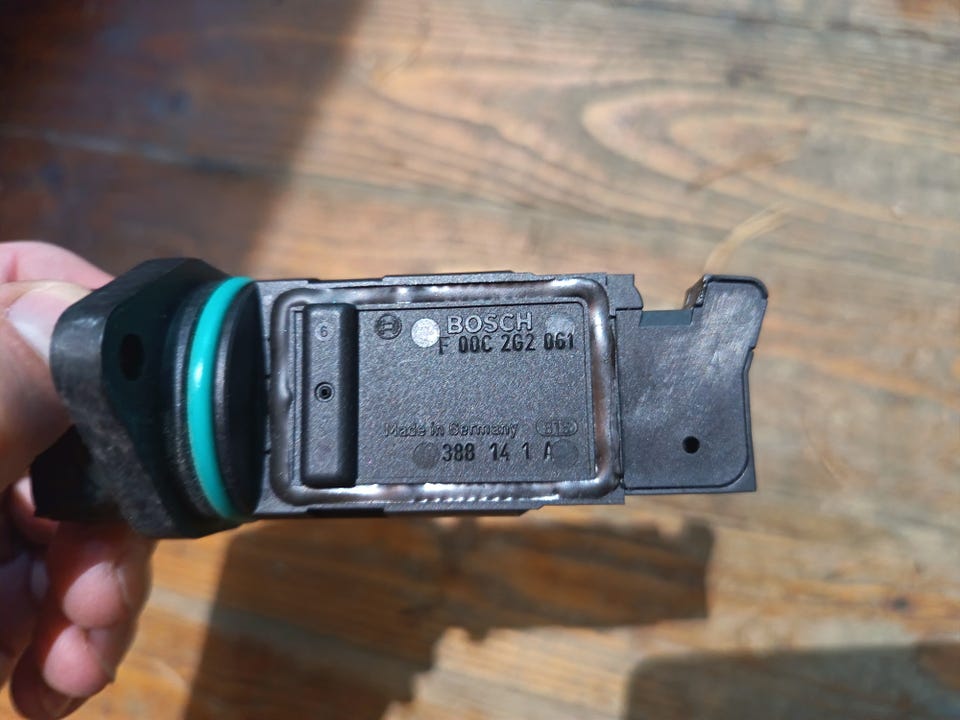 6
BOSCH
F 00C 2G2 061
Made in Germany
388 14 1 A